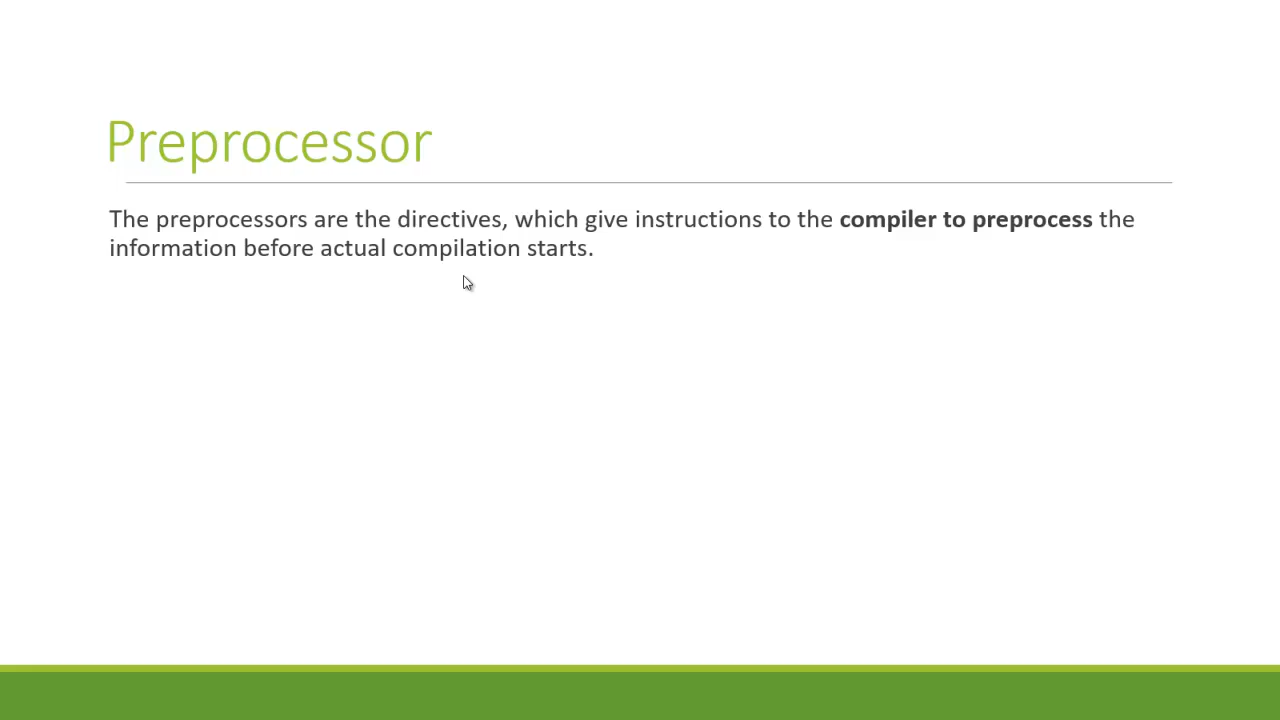 Preprocessor
The preprocessors are the directives, which give instructions to the compiler to preprocess the
information before actual compilation starts.